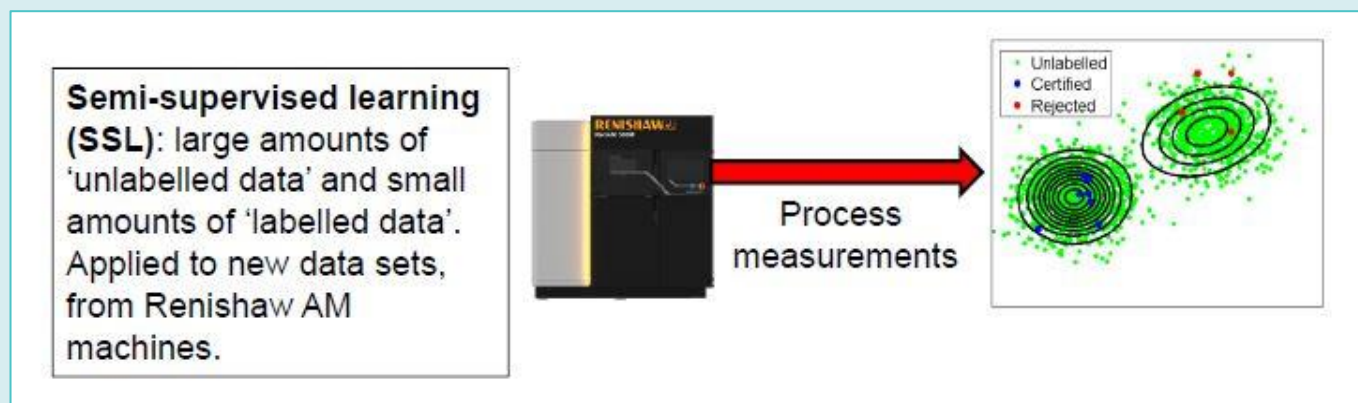 Semi-supervised learning
(SSL): large amounts of
‘unlabelled data’ and small
amounts of ‘labelled data’.
Applied to new data sets,
from Renishaw AM
machines.
RENISHAW
Process
measurements
Unlabelled
Certified
Rejected